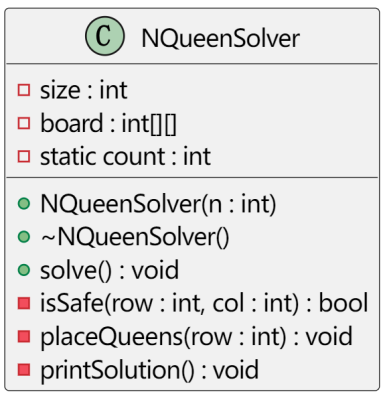 C NQueenSolver
size : int
board : int[][]
static count : int
NQueenSolver(n : int)
~NQueenSolver()
solve() : void
isSafe(row : int, col : int) : bool
placeQueens(row : int) : void
printSolution() : void